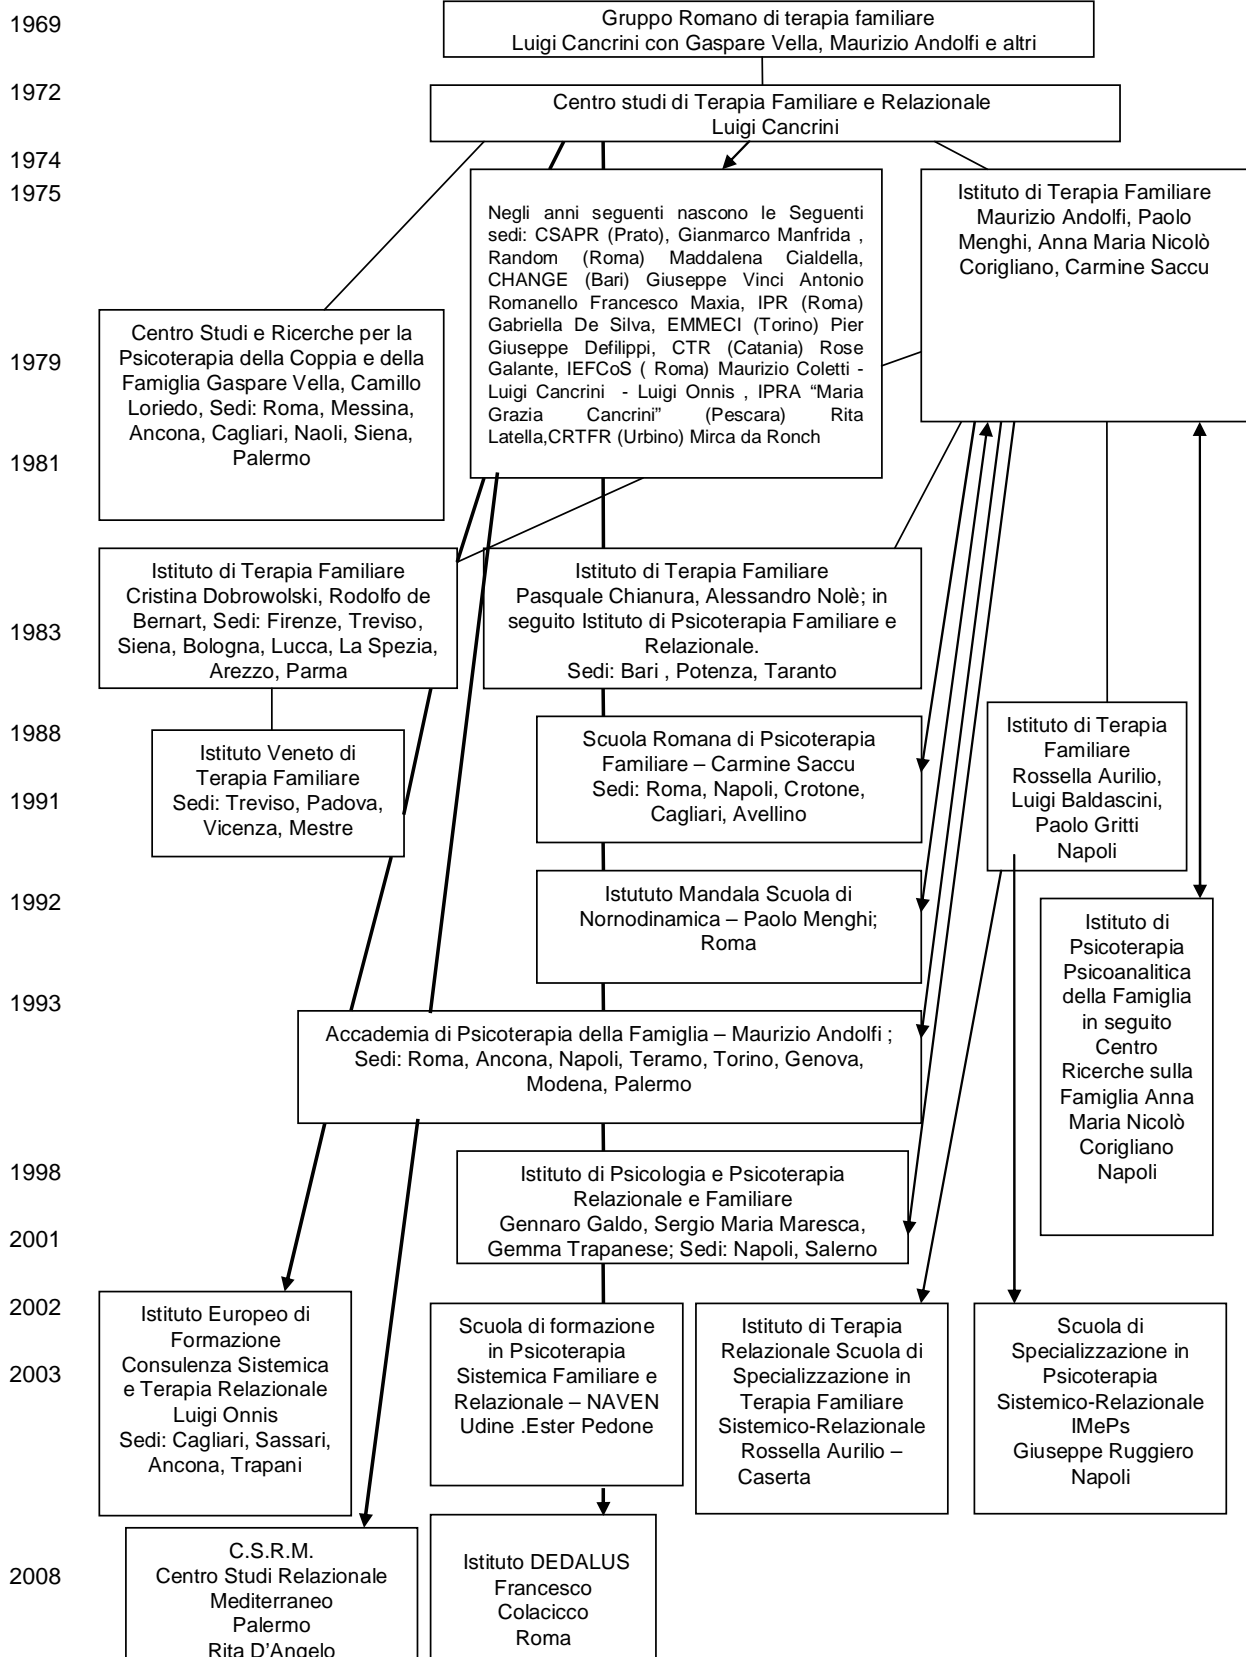 1969
Gruppo Romano di terapia familiare
Luigi Cancrini con Gaspare Vella, Maurizio Andolfi e altri
1972
Centro studi di Terapia Familiare e Relazionale
Luigi Cancrini
1974
1975
Negli anni seguenti nascono le Seguenti
sedi: CSAPR (Prato), Gianmarco Manfrida ,
Random (Roma) Maddalena Cialdella,
CHANGE (Bari) Giuseppe Vinci Antonio
Romanello Francesco Maxia, IPR (Roma)
Gabriella De Silva, EMMECI (Torino) Pier
Giuseppe Defilippi, CTR (Catania) Rose
Galante, IEFCoS ( Roma) Maurizio Coletti -
Luigi Cancrini - Luigi Onnis , IPRA “Maria
Grazia Cancrini” (Pescara) Rita
Latella,CRTFR (Urbino) Mirca da Ronch
Istituto di Terapia Familiare
Maurizio Andolfi, Paolo
Menghi, Anna Maria Nicolò
Corigliano, Carmine Saccu
Centro Studi e Ricerche per la
Psicoterapia della Coppia e della
Famiglia Gaspare Vella, Camillo
Loriedo, Sedi: Roma, Messina,
Ancona, Cagliari, Naoli, Siena,
Palermo
1979
1981
Istituto di Terapia Familiare
Cristina Dobrowolski, Rodolfo de
Bernart, Sedi: Firenze, Treviso,
Siena, Bologna, Lucca, La Spezia,
Arezzo, Parma
Istituto di Terapia Familiare
Pasquale Chianura, Alessandro Nolè; in
seguito Istituto di Psicoterapia Familiare e
Relazionale.
Sedi: Bari , Potenza, Taranto
1983
1988
Istituto Veneto di
Terapia Familiare
Sedi: Treviso, Padova,
Vicenza, Mestre
Scuola Romana di Psicoterapia
Familiare – Carmine Saccu
Sedi: Roma, Napoli, Crotone,
Cagliari, Avellino
Istituto di Terapia
Familiare
Rossella Aurilio,
Luigi Baldascini,
Paolo Gritti
Napoli
1991
1992
Istututo Mandala Scuola di
Nornodinamica – Paolo Menghi;
Roma
Istituto di
Psicoterapia
Psicoanalitica
della Famiglia
in seguito
Centro
Ricerche sulla
Famiglia Anna
Maria Nicolò
Corigliano
Napoli
1993
Accademia di Psicoterapia della Famiglia – Maurizio Andolfi ;
Sedi: Roma, Ancona, Napoli, Teramo, Torino, Genova,
Modena, Palermo
1998
Istituto di Psicologia e Psicoterapia
Relazionale e Familiare
Gennaro Galdo, Sergio Maria Maresca,
Gemma Trapanese; Sedi: Napoli, Salerno
2001
2002
Istituto Europeo di
Formazione
Consulenza Sistemica
e Terapia Relazionale
Luigi Onnis
Sedi: Cagliari, Sassari,
Ancona, Trapani
Scuola di formazione
in Psicoterapia
Sistemica Familiare e
Relazionale – NAVEN
Udine .Ester Pedone
Istituto di Terapia
Relazionale Scuola di
Specializzazione in
Terapia Familiare
Sistemico-Relazionale
Rossella Aurilio –
Caserta
Scuola di
Specializzazione in
Psicoterapia
Sistemico-Relazionale
IMePs
Giuseppe Ruggiero
Napoli
2003
2008
C.S.R.M.
Centro Studi Relazionale
Mediterraneo
Palermo
Rita D'Angelo
Istituto DEDALUS
Francesco
Colacicco
Roma